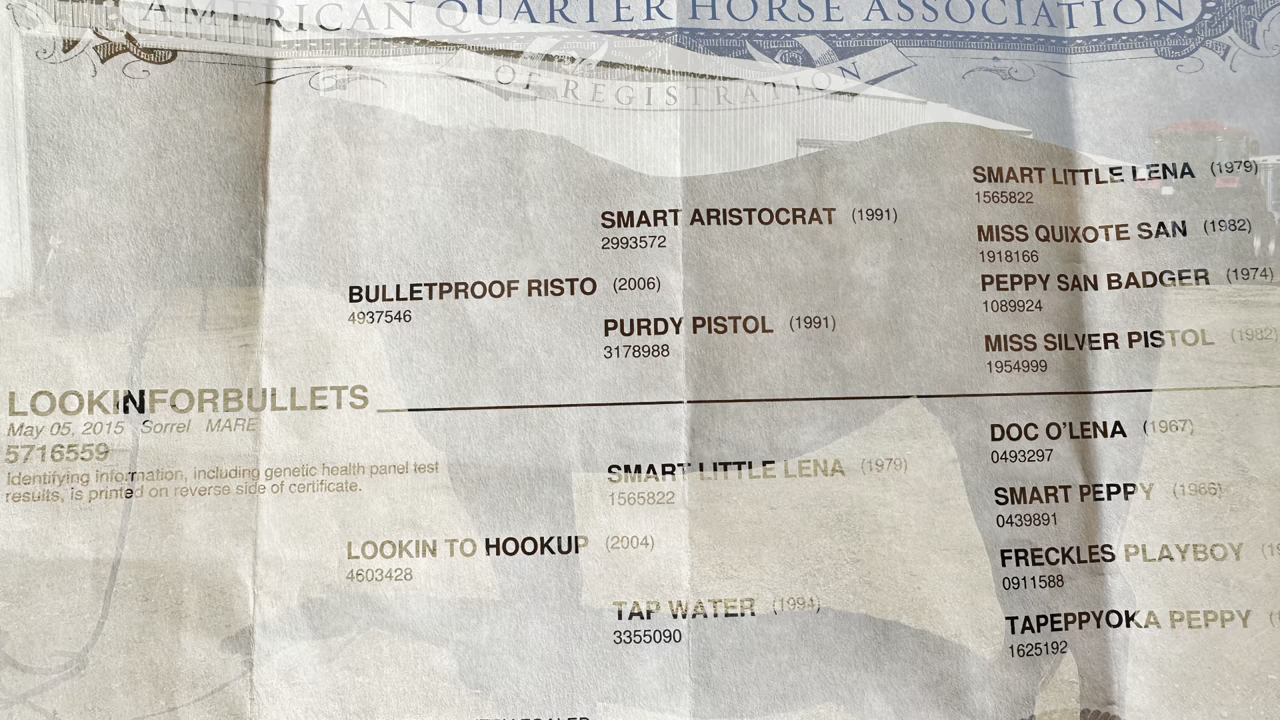 AMERICAN QUARTER HORSE ASSOCIATION
OF REGISTRATION
SMART LITTLE LENA (1979)
1565822
SMART ARISTOCRAT (1991)
2993572
MISS QUIXOTE SAN (1982)
1918166
BULLETPROOF RISTO (2006)
4937546
PEPPY SAN BADGER (1974)
1089924
PURDY PISTOL (1991)
3178988
MISS SILVER PISTOL (1982)
1954999
LOOKINFORBULLETS
May 05, 2015 Sorrel MARE
5716559
Identifying information, including genetic health panel test
results, is printed on reverse side of certificate.
DOC O'LENA (1967)
0493297
SMART LITTLE LENA (1979)
1565822
SMART PEPPY (1966)
0439891
LOOKIN TO HOOKUP (2004)
4603428
FRECKLES PLAYBOY
0911588
TAP WATER (1994)
3355090
TAPEPPYOKA PEPPY
1625192